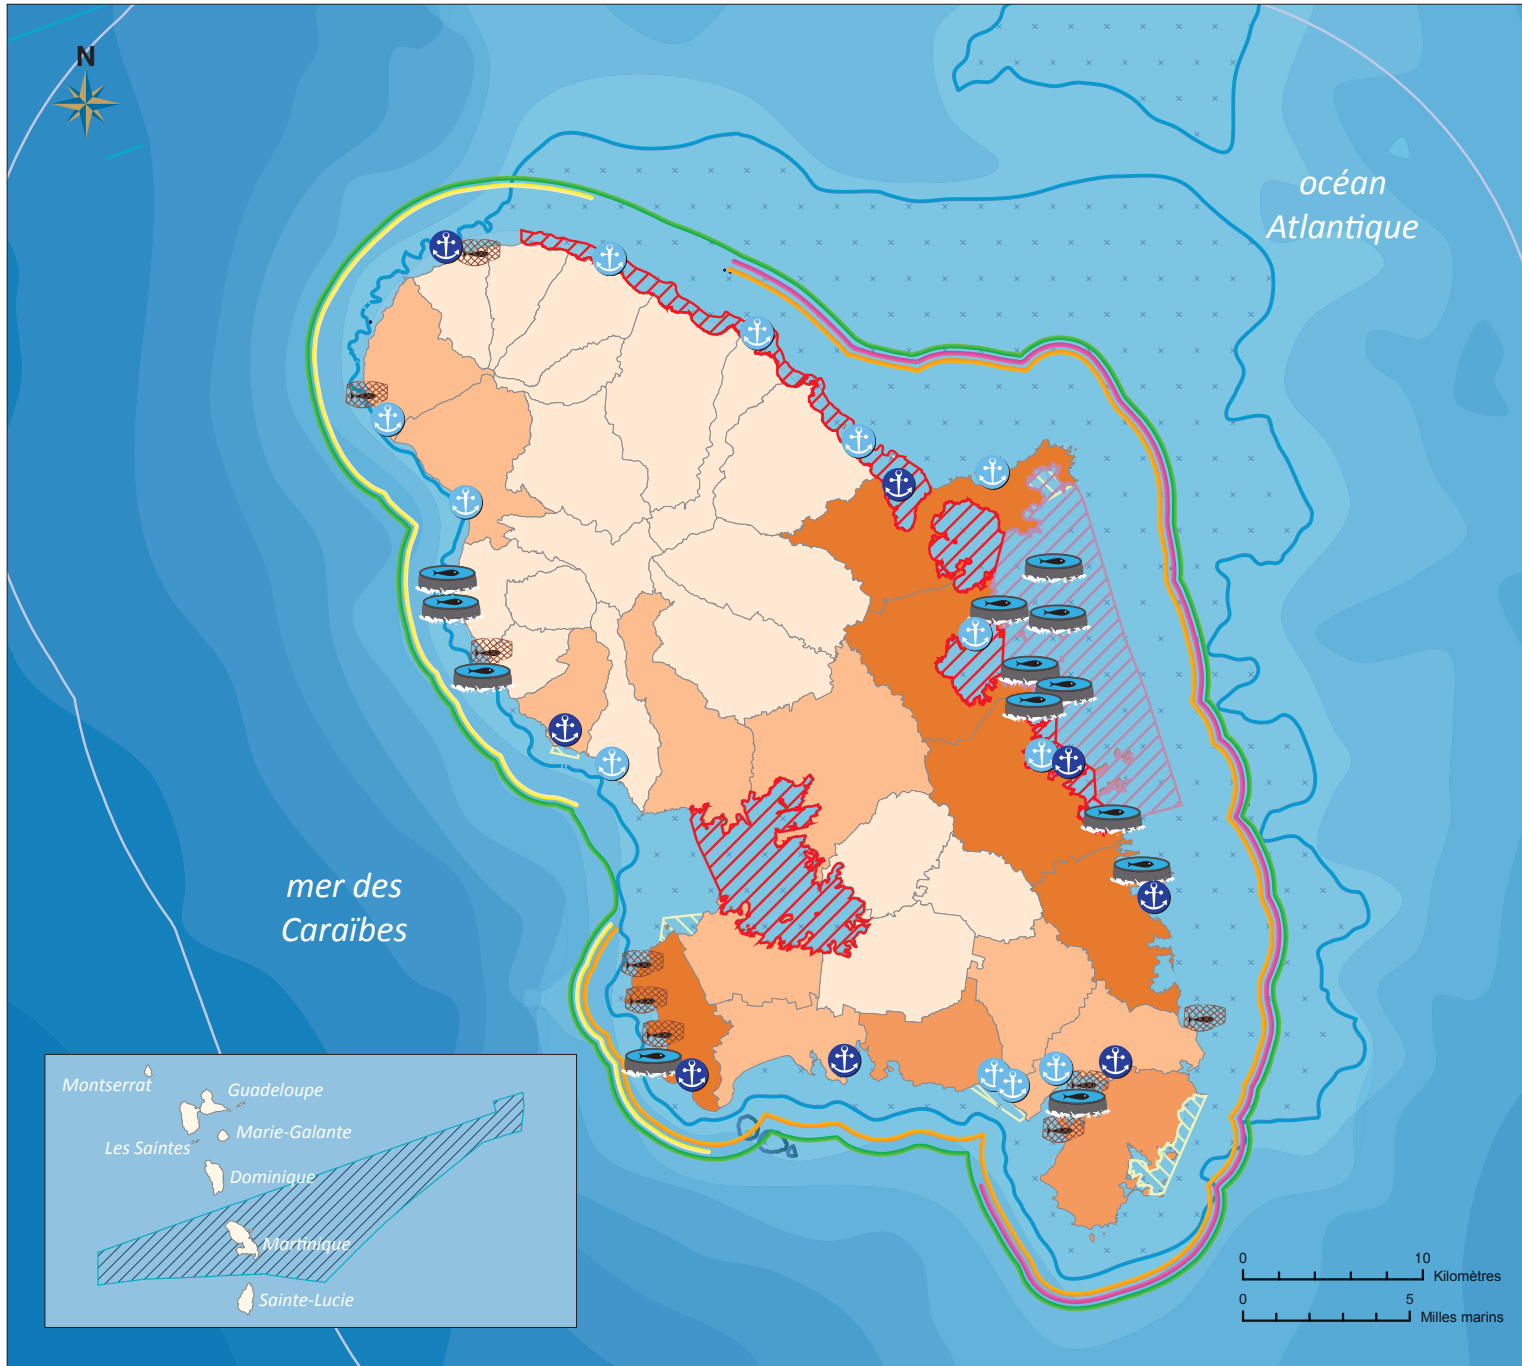 N
océan
Atlantique
mer des
Caraïbes
Montserrat
Guadeloupe
Marie-Galante
Les Saintes
Dominique
Martinique
Sainte-Lucie
0 10
Kilomètres
0 5
Milles marins